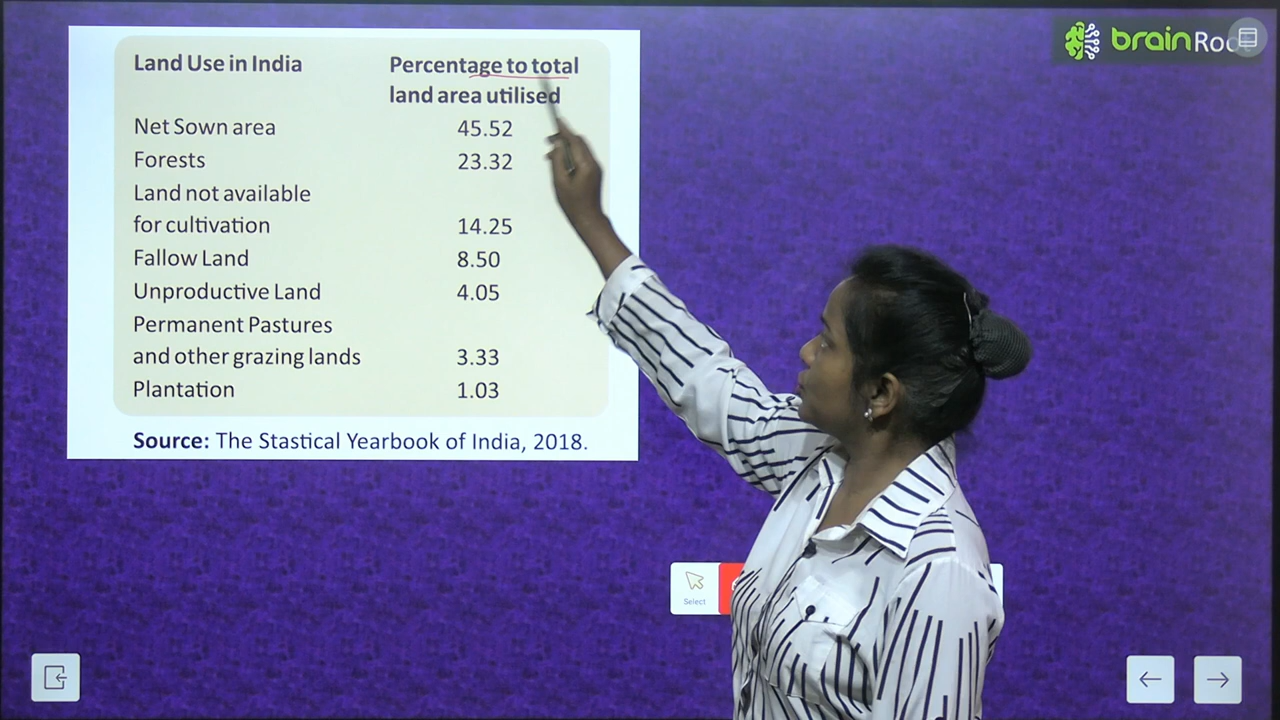 Land Use in India
Percentage to total
land area utilised
Net Sown area 45.52
Forests 23.32
Land not available
for cultivation 14.25
Fallow Land 8.50
Unproductive Land 4.05
Permanent Pastures
and other grazing lands 3.33
Plantation 1.03
Source: The Stastical Yearbook of India, 2018.
brain
Select